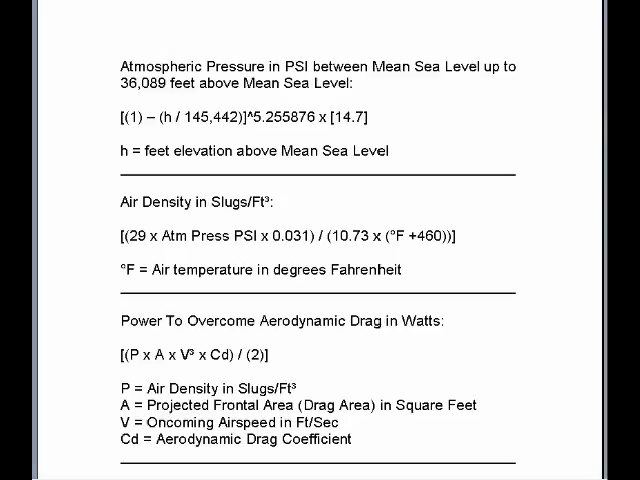 Atmospheric Pressure in PSI between Mean Sea Level up to
36,089 feet above Mean Sea Level:
[(1) – (h / 145,442)]^5.255876 x [14.7]
h = feet elevation above Mean Sea Level
Air Density in Slugs/Ft³:
[(29 x Atm Press PSI x 0.031) / (10.73 x (°F +460))]
°F = Air temperature in degrees Fahrenheit
Power To Overcome Aerodynamic Drag in Watts:
[(P x A x V³ x Cd) / (2)]
P = Air Density in Slugs/Ft³
A = Projected Frontal Area (Drag Area) in Square Feet
V = Oncoming Airspeed in Ft/Sec
Cd = Aerodynamic Drag Coefficient